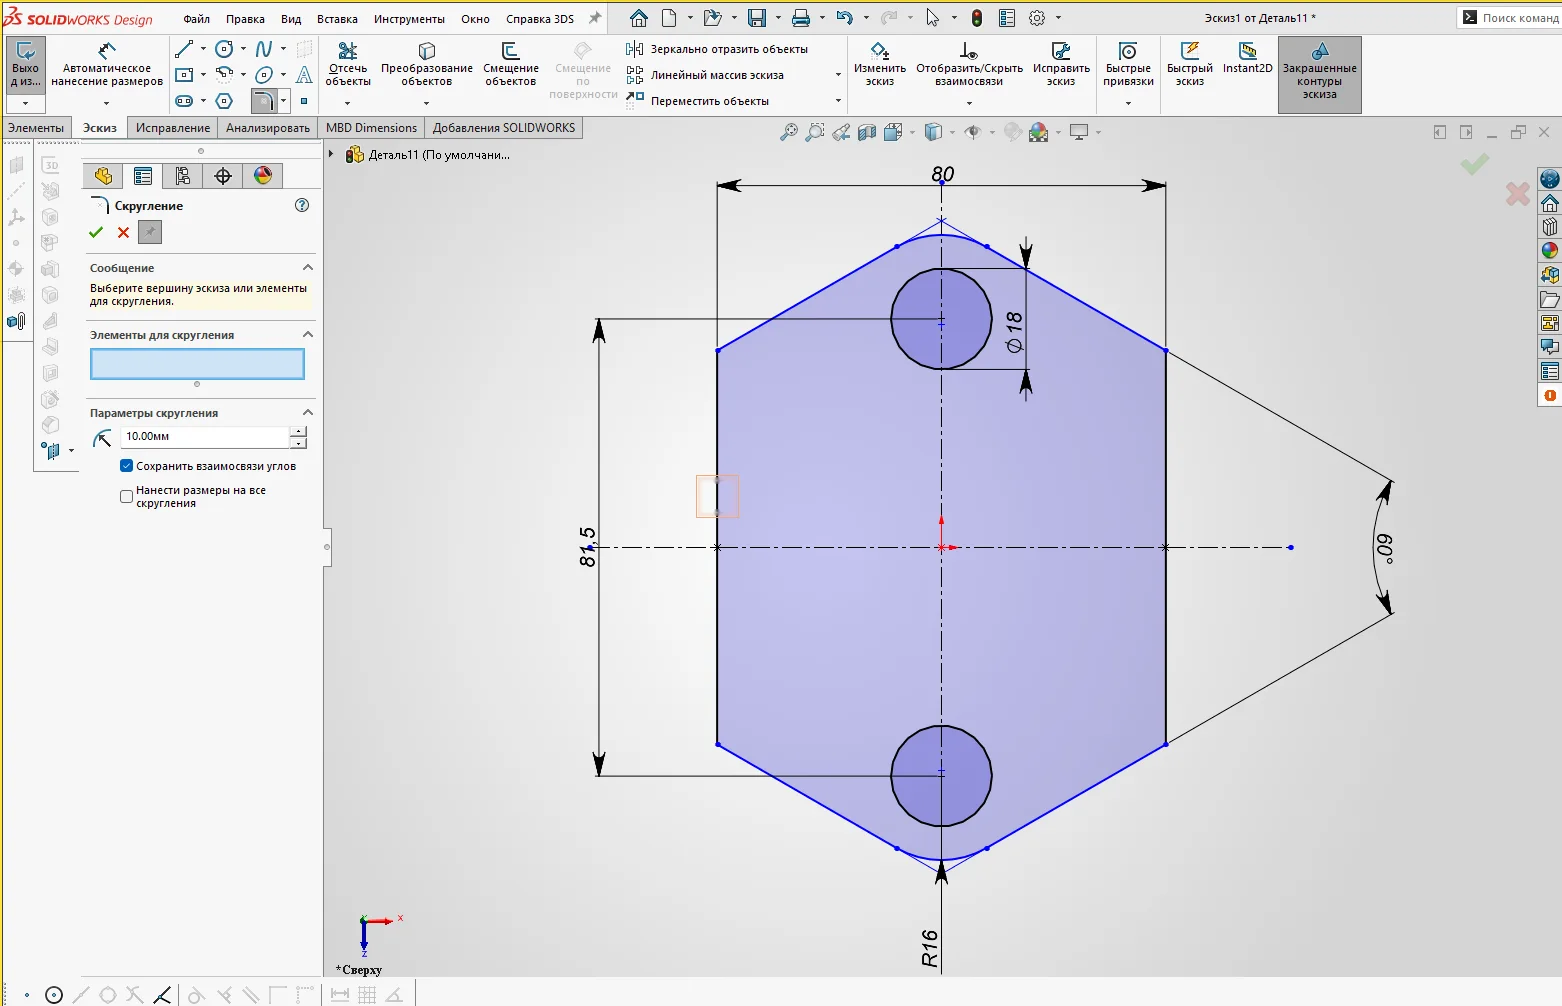 SOLIDWORKS Design
Файл
Правка
Вид
Вставка
Инструменты
Окно
Справка 3DS
Эскиз1 от Деталь11 *
Поиск команд
Выхо
д из...
Автоматическое
нанесение размеров
Отсечь
объекты
Преобразование
объектов
Смещение
объектов
Смещение
по
поверхности
Зеркально отразить объекты
Линейный массив эскиза
Переместить объекты
Изменить
эскиз
Отобразить/Скрыть
взаимосвязи
Исправить
эскиз
Быстрые
привязки
Быстрый
эскиз
Instant2D
Закрашенные
контуры
эскиза
Элементы
Эскиз
Исправление
Анализировать
MBD Dimensions
Добавления SOLIDWORKS
Деталь11 (По умолчани...
Скругление
Сообщение
Выберите вершину эскиза или элементы
для скругления.
Элементы для скругления
Параметры скругления
10.00мм
Сохранить взаимосвязи углов
Нанести размеры на все
скругления
80
⌀18
81,5
60°
R16
X
Y
Z
*Сверху